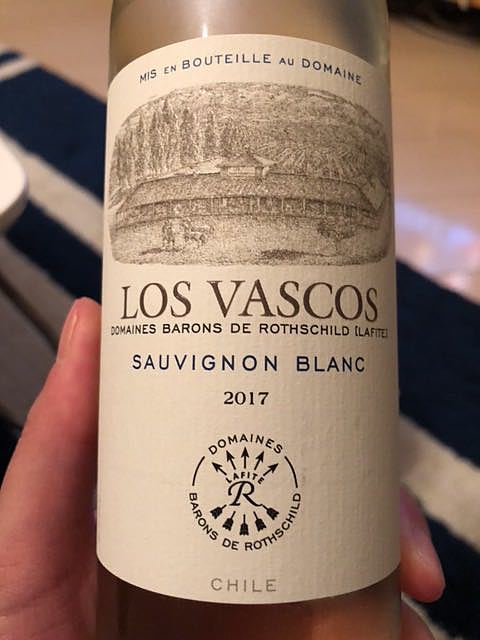 MIS EN BOUTEILLE AU DOMAINE
LOS VASCOS
DOMAINES BARONS DE ROTHSCHILD [LAFITE]
SAUVIGNON BLANC
2017
DOMAINES
LAFITE
R
BARONS DE ROTHSCHILD
CHILE